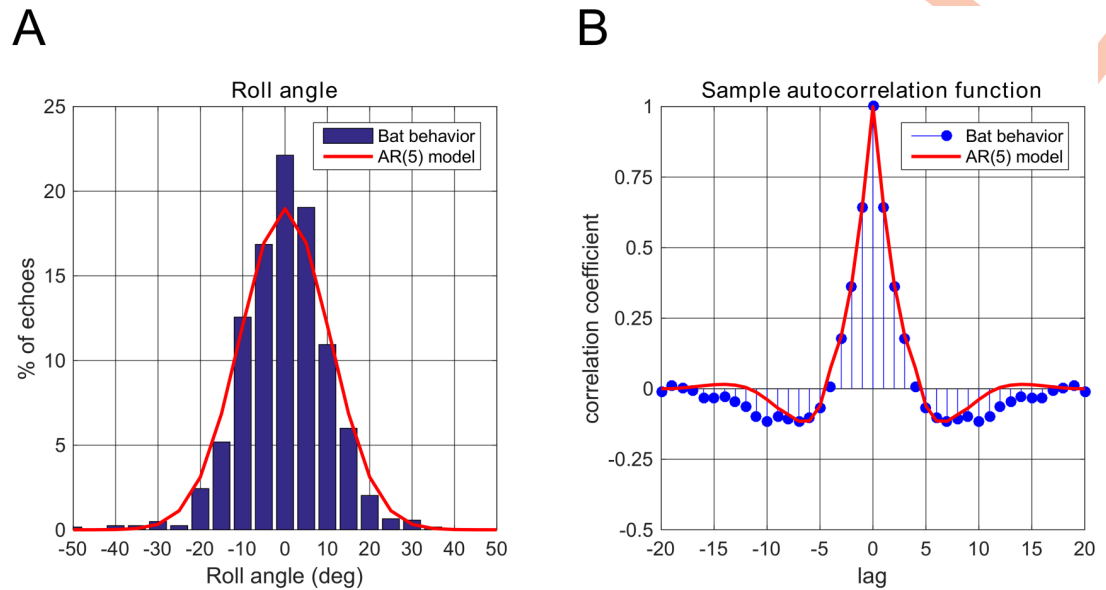 A
Roll angle
25
20
15
10
5
0
% of echoes
Bat behavior
AR(5) model
-50 -40 -30 -20 -10 0 10 20 30 40 50
Roll angle (deg)
B
Sample autocorrelation function
1
0.75
0.5
0.25
0
-0.25
-0.5
correlation coefficient
Bat behavior
AR(5) model
-20 -15 -10 -5 0 5 10 15 20
lag